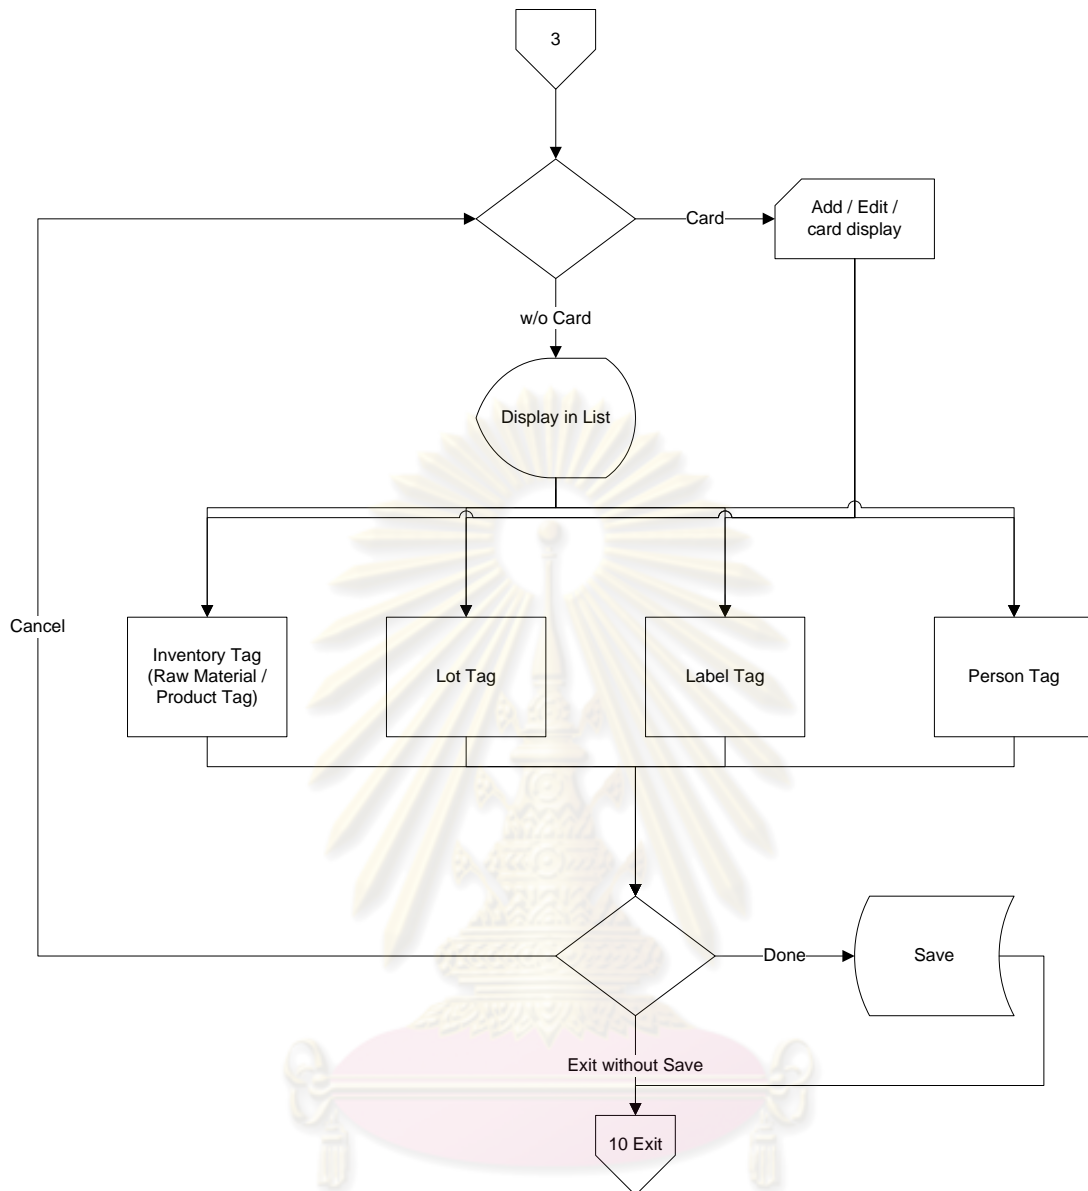 3
Card
Add / Edit /
card display
w/o Card
Display in List
Cancel
Inventory Tag
(Raw Material /
Product Tag)
Lot Tag
Label Tag
Person Tag
Done
Save
Exit without Save
10 Exit